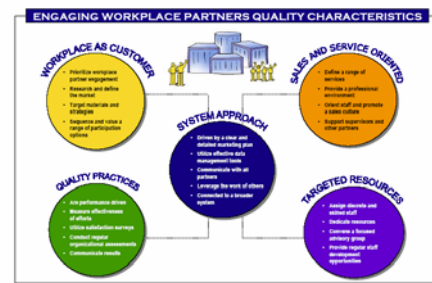 ENGAGING WORKPLACE PARTNERS QUALITY CHARACTERISTICS
WORKPLACE AS CUSTOMER
• Prioritize workplace
partner engagement
• Research and define
the market
• Target materials and
strategies
• Sequence and value a
range of participation
options
SALES AND SERVICE ORIENTED
• Define a range of
services
• Provide a professional
environment
• Orient staff and promote
a sales culture
• Support supervisors and
other partners
SYSTEM APPROACH
• Driven by a clear and
detailed marketing plan
• Utilize effective data
management tools
• Communicate with all
partners
• Leverage the work of others
• Connected to a broader
system
QUALITY PRACTICES
• Are performance driven
• Measure effectiveness
of efforts
• Utilize satisfaction surveys
• Conduct regular
organizational assessments
• Communicate results
TARGETED RESOURCES
• Assign discrete and
skilled staff
• Dedicate resources
• Convene a focused
advisory group
• Provide regular staff
development
opportunities